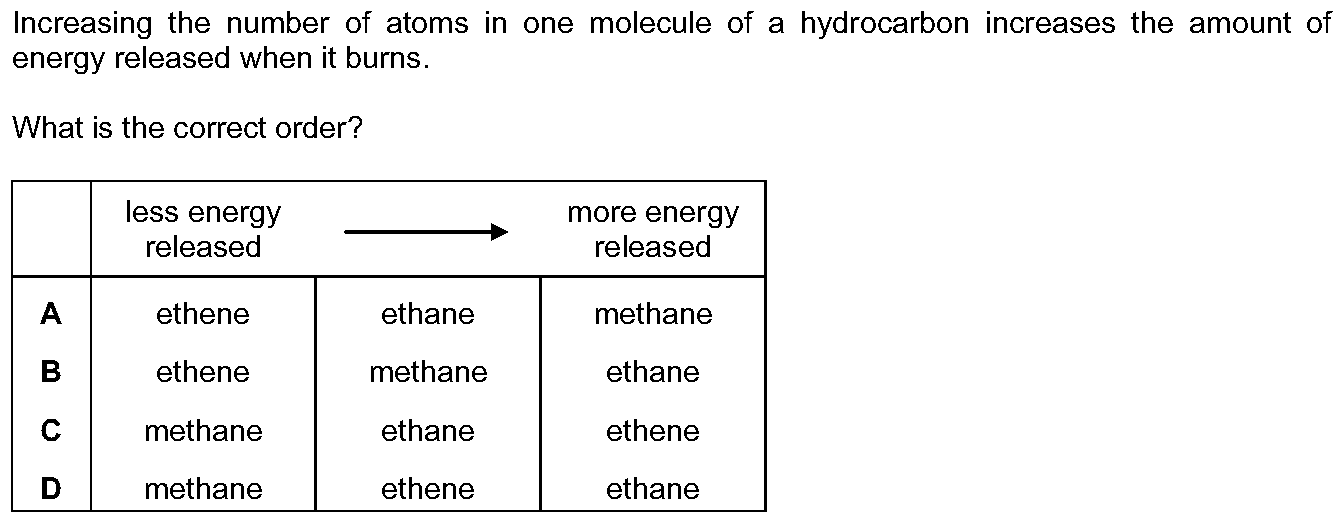 Increasing the number of atoms in one molecule of a hydrocarbon increases the amount of
energy released when it burns.
What is the correct order?
less energy released more energy released
A ethene ethane methane
B ethene methane ethane
C methane ethane ethene
D methane ethene ethane